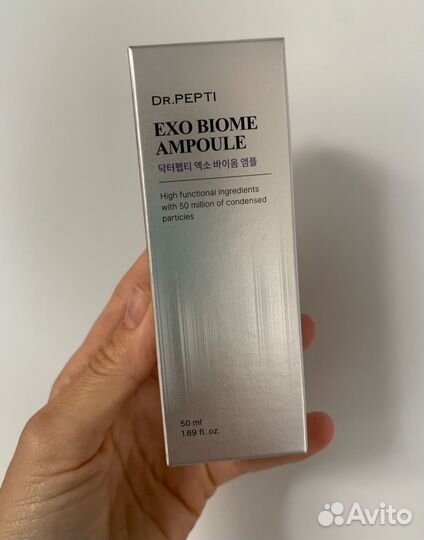 DR.PEPTI
EXO BIOME
AMPOULE
닥터펩티 엑소 바이옴 앰플
High functional ingredients
with 50 million of condensed
particles
50 ml
1.69 fl. oz.
Avito